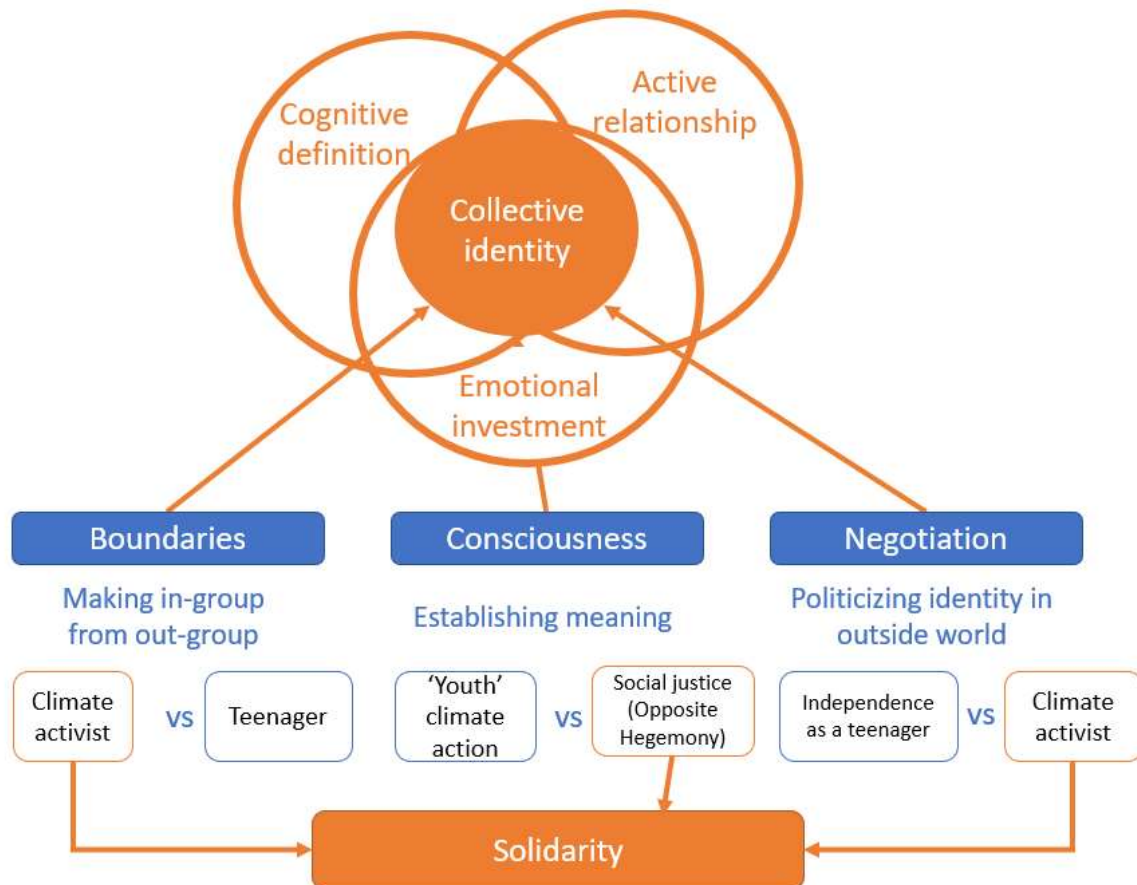 Cognitive
definition
Active
relationship
Collective
identity
Emotional
investment
Boundaries
Consciousness
Negotiation
Making in-group
from out-group
Establishing meaning
Politicizing identity in
outside world
Climate
activist
vs
Teenager
‘Youth’
climate
action
vs
Social justice
(Opposite
Hegemony)
Independence
as a teenager
vs
Climate
activist
Solidarity